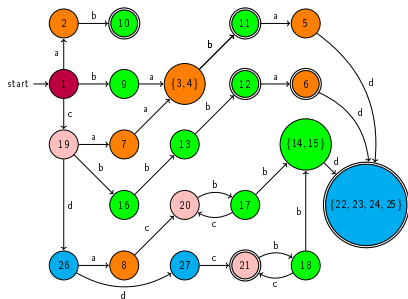 2 b 10 11 a 5
a b d
start 1 b 9 a {3,4} 12 a 6
c a b d
19 a 7 13 {14,15} d
b b b {22,23,24,25}
16 20 b 17
d c c b
26 a 8 27 c 21 b 18
d c